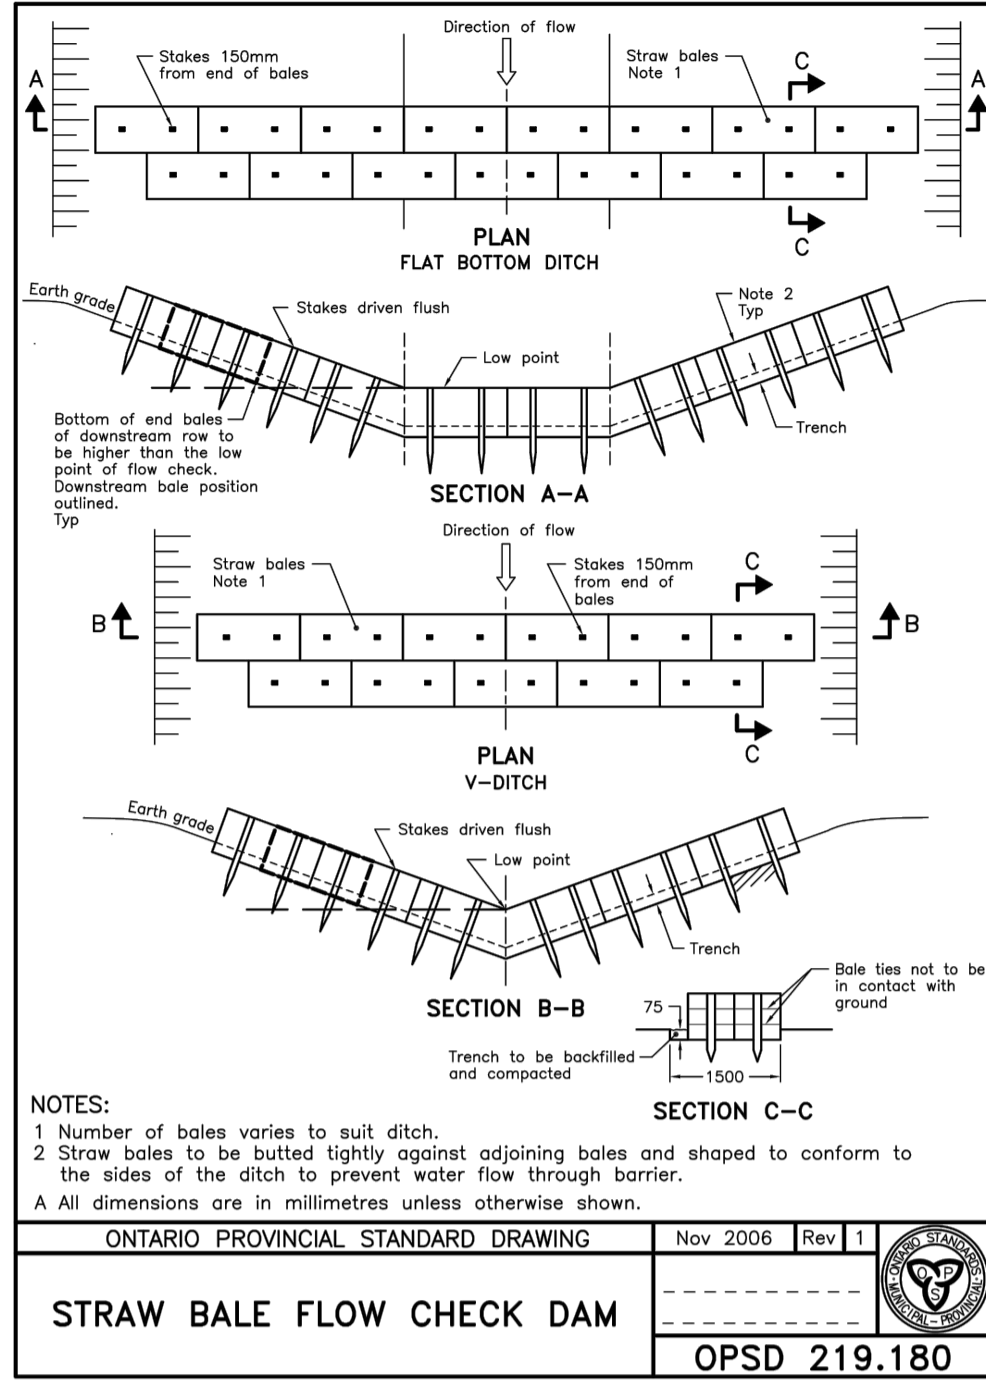 Direction of flow
Stakes 150mm
from end of bales
Straw bales
Note 1
C
A
A
C
PLAN
FLAT BOTTOM DITCH
Earth grade
Stakes driven flush
Note 2
Typ
Low point
Trench
Bottom of end bales
of downstream row to
be higher than the low
point of flow check.
Downstream bale position
outlined.
Typ
SECTION A-A
Direction of flow
Straw bales
Note 1
Stakes 150mm
from end of
bales
C
B
B
C
PLAN
V-DITCH
Earth grade
Stakes driven flush
Low point
Trench
SECTION B-B
Bale ties not to be
in contact with
ground
75
Trench to be backfilled
and compacted
1500
SECTION C-C
NOTES:
1 Number of bales varies to suit ditch.
2 Straw bales to be butted tightly against adjoining bales and shaped to conform to
the sides of the ditch to prevent water flow through barrier.
A All dimensions are in millimetres unless otherwise shown.
ONTARIO PROVINCIAL STANDARD DRAWING
Nov 2006
Rev
1
STRAW BALE FLOW CHECK DAM
ONTARIO STANDARDS
MUNICIPAL-PROVINCIAL
O P
S
OPSD 219.180